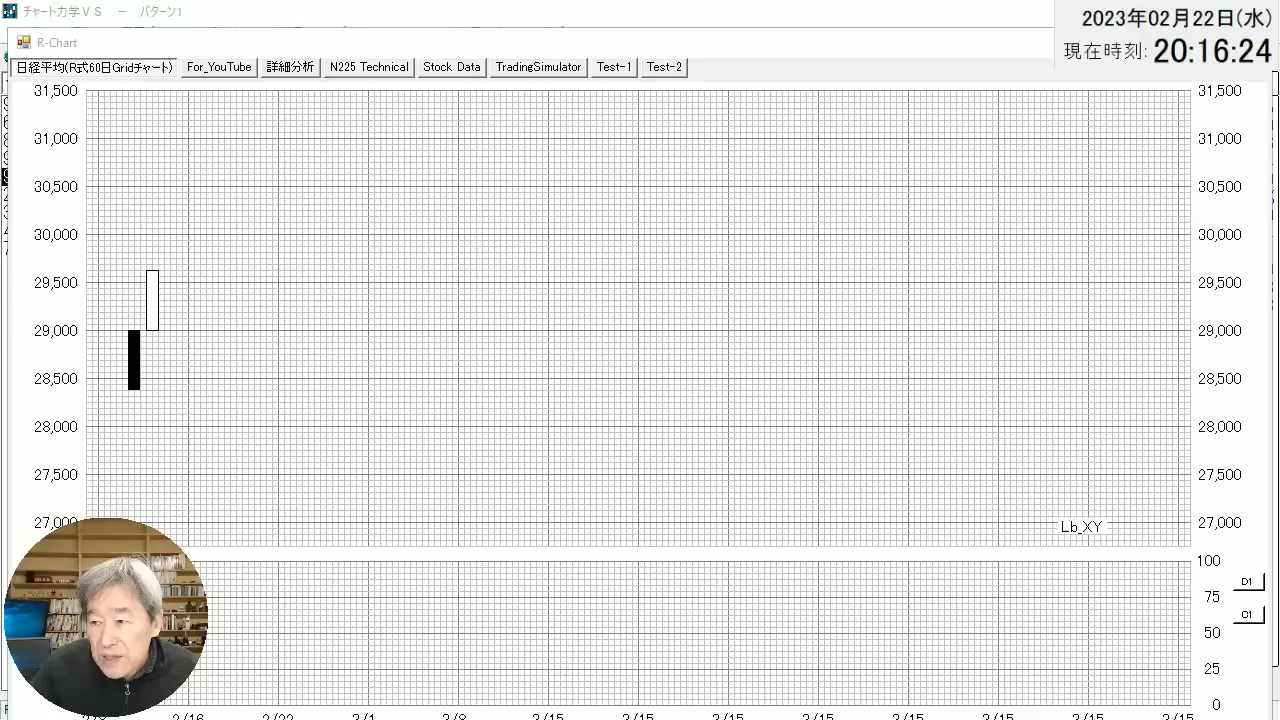 チャート力学ＶＳ － パターン1
2023年02月22日(水)
現在時刻: 20:16:24
R-Chart
日経平均(R式60日Gridチャート) For_YouTube 詳細分析 N225 Technical Stock Data TradingSimulator Test-1 Test-2
31,500 31,500
31,000 31,000
30,500 30,500
30,000 30,000
29,500 29,500
29,000 29,000
28,500 28,500
28,000 28,000
27,500 27,500
27,000 Lb_XY 27,000
100
D1
75
C1
50
25
0
2/16 2/22 3/1 3/8 3/15 3/15 3/15 3/15 3/15 3/15 3/15